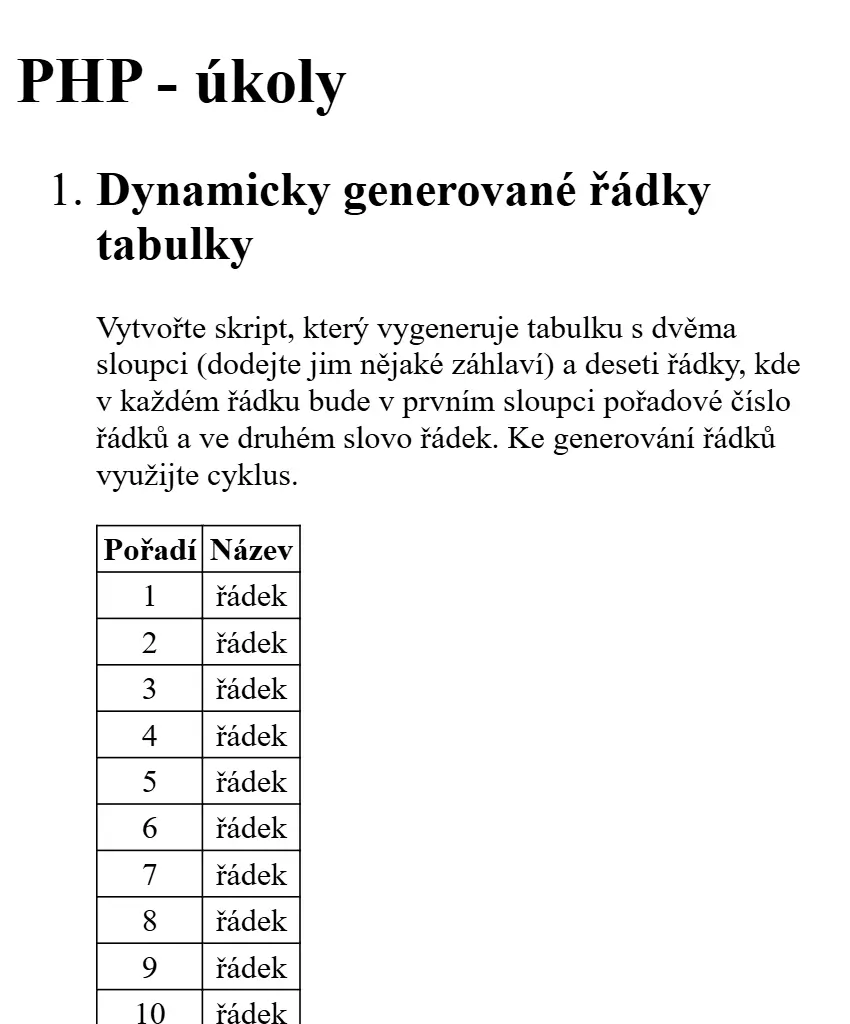 PHP - úkoly
1. Dynamicky generované řádky
tabulky
Vytvořte skript, který vygeneruje tabulku s dvěma
sloupci (dodejte jim nějaké záhlaví) a deseti řádky, kde
v každém řádku bude v prvním sloupci pořadové číslo
řádků a ve druhém slovo řádek. Ke generování řádků
využijte cyklus.
Pořadí Název
1 řádek
2 řádek
3 řádek
4 řádek
5 řádek
6 řádek
7 řádek
8 řádek
9 řádek
10 řádek